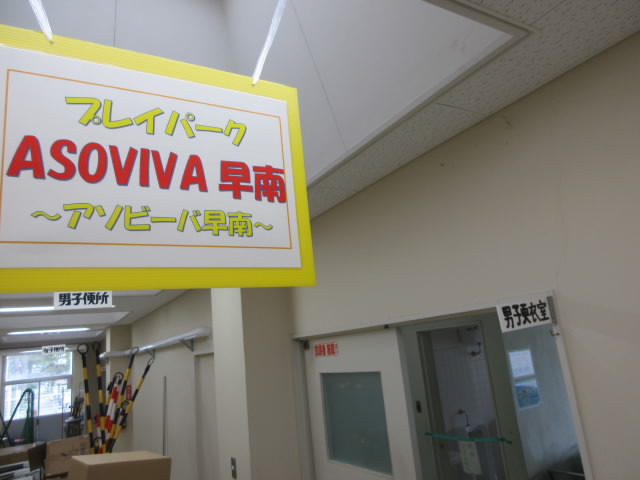 プレイパーク
ASOVIVA 早南
～アソビーバ早南～
男子便所
男子更衣室